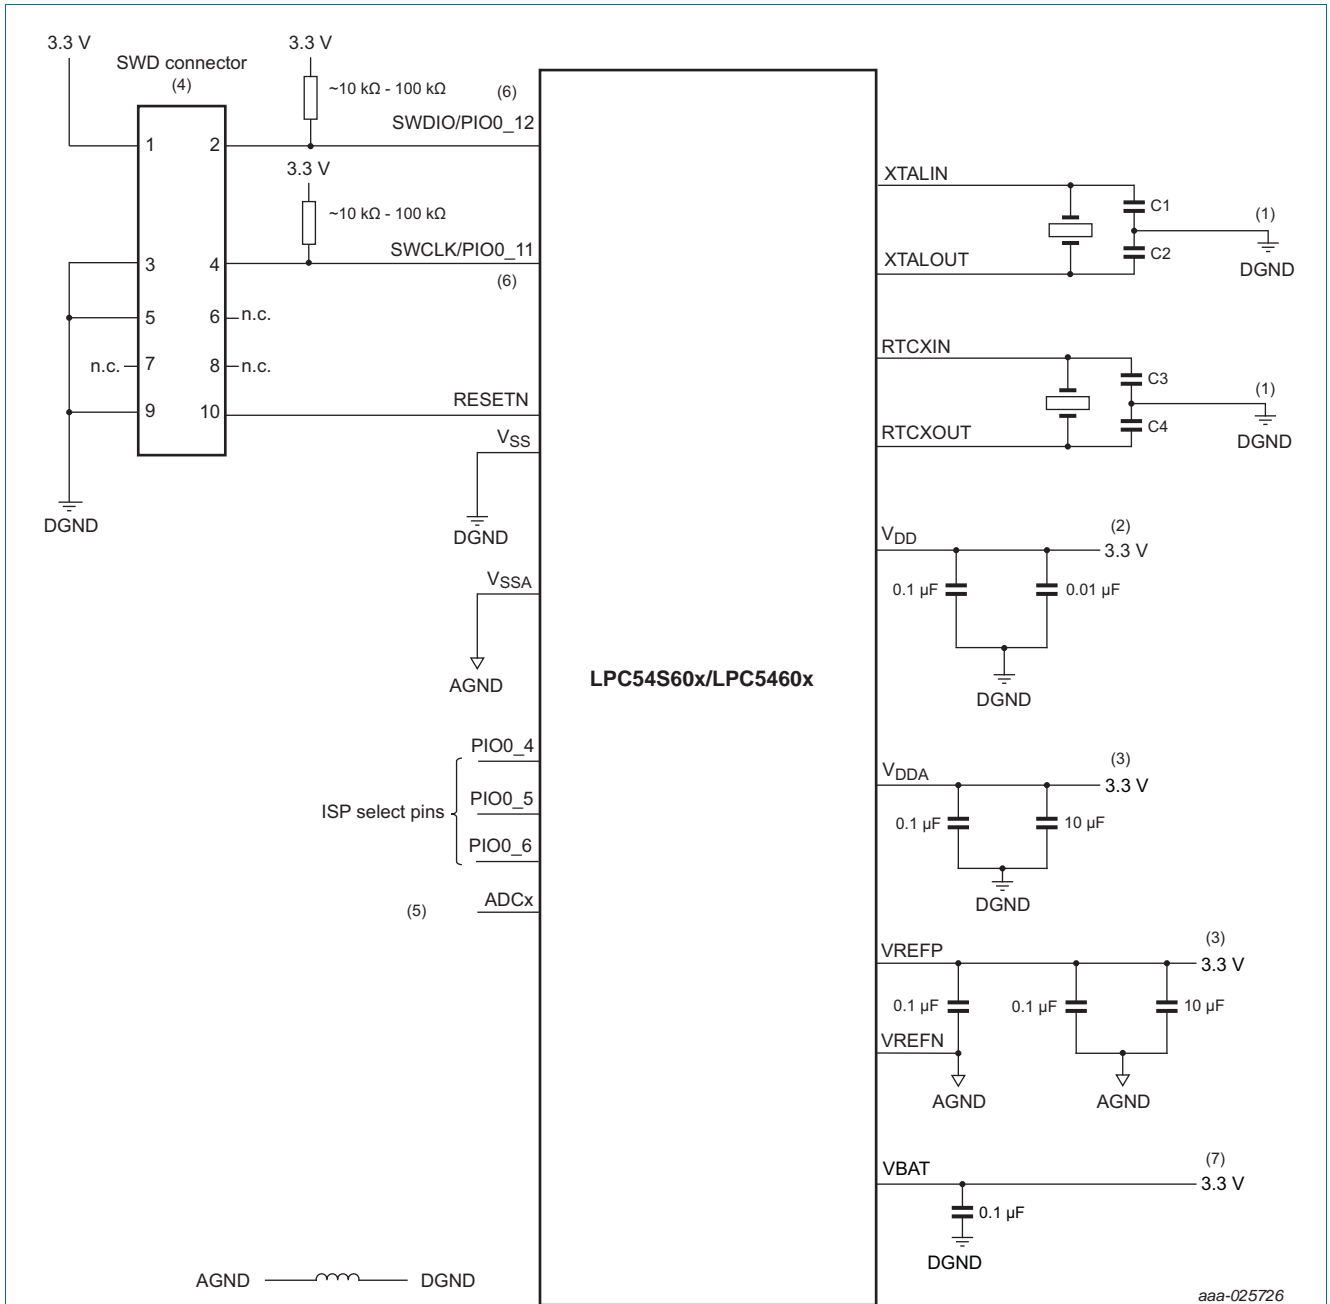 3.3 V
SWD connector
(4)
3.3 V
~10 kΩ - 100 kΩ
(6)
SWDIO/PIO0_12
1
2
3.3 V
~10 kΩ - 100 kΩ
SWCLK/PIO0_11
(6)
3
4
5
6
n.c.
n.c.
7
8
n.c.
9
10
RESETN
DGND
VSS
DGND
VSSA
AGND
LPC54S60x/LPC5460x
ISP select pins
PIO0_4
PIO0_5
PIO0_6
(5)
ADCx
XTALIN
C1
(1)
C2
DGND
XTALOUT
RTCXIN
C3
(1)
C4
DGND
RTCXOUT
VDD
(2)
3.3 V
0.1 µF
0.01 µF
DGND
VDDA
(3)
3.3 V
0.1 µF
10 µF
DGND
VREFP
(3)
3.3 V
0.1 µF
0.1 µF
10 µF
VREFN
AGND
AGND
VBAT
(7)
3.3 V
0.1 µF
DGND
AGND
DGND
aaa-025726